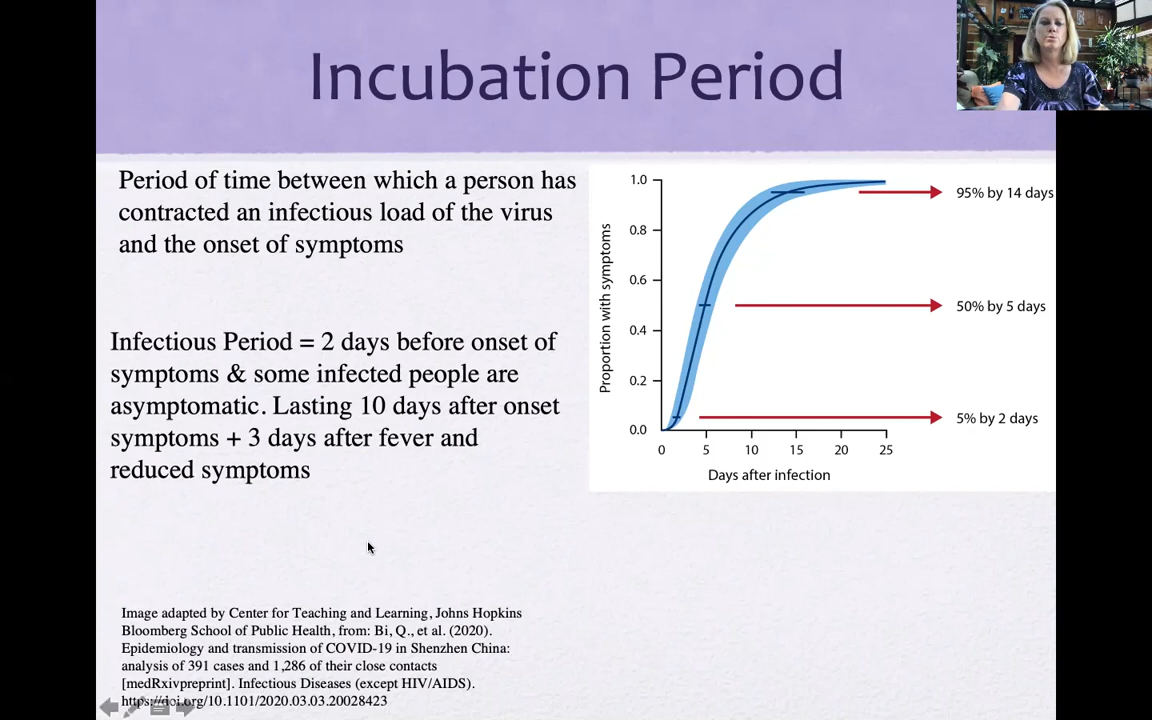 Incubation Period
Period of time between which a person has
contracted an infectious load of the virus
and the onset of symptoms
Infectious Period = 2 days before onset of
symptoms & some infected people are
asymptomatic. Lasting 10 days after onset
symptoms + 3 days after fever and
reduced symptoms
Proportion with symptoms
1.0
0.8
0.6
0.4
0.2
0.0
0 5 10 15 20 25
Days after infection
95% by 14 days
50% by 5 days
5% by 2 days
Image adapted by Center for Teaching and Learning, Johns Hopkins
Bloomberg School of Public Health, from: Bi, Q., et al. (2020).
Epidemiology and transmission of COVID-19 in Shenzhen China:
analysis of 391 cases and 1,286 of their close contacts
[medRxivpreprint]. Infectious Diseases (except HIV/AIDS).
https://doi.org/10.1101/2020.03.03.20028423